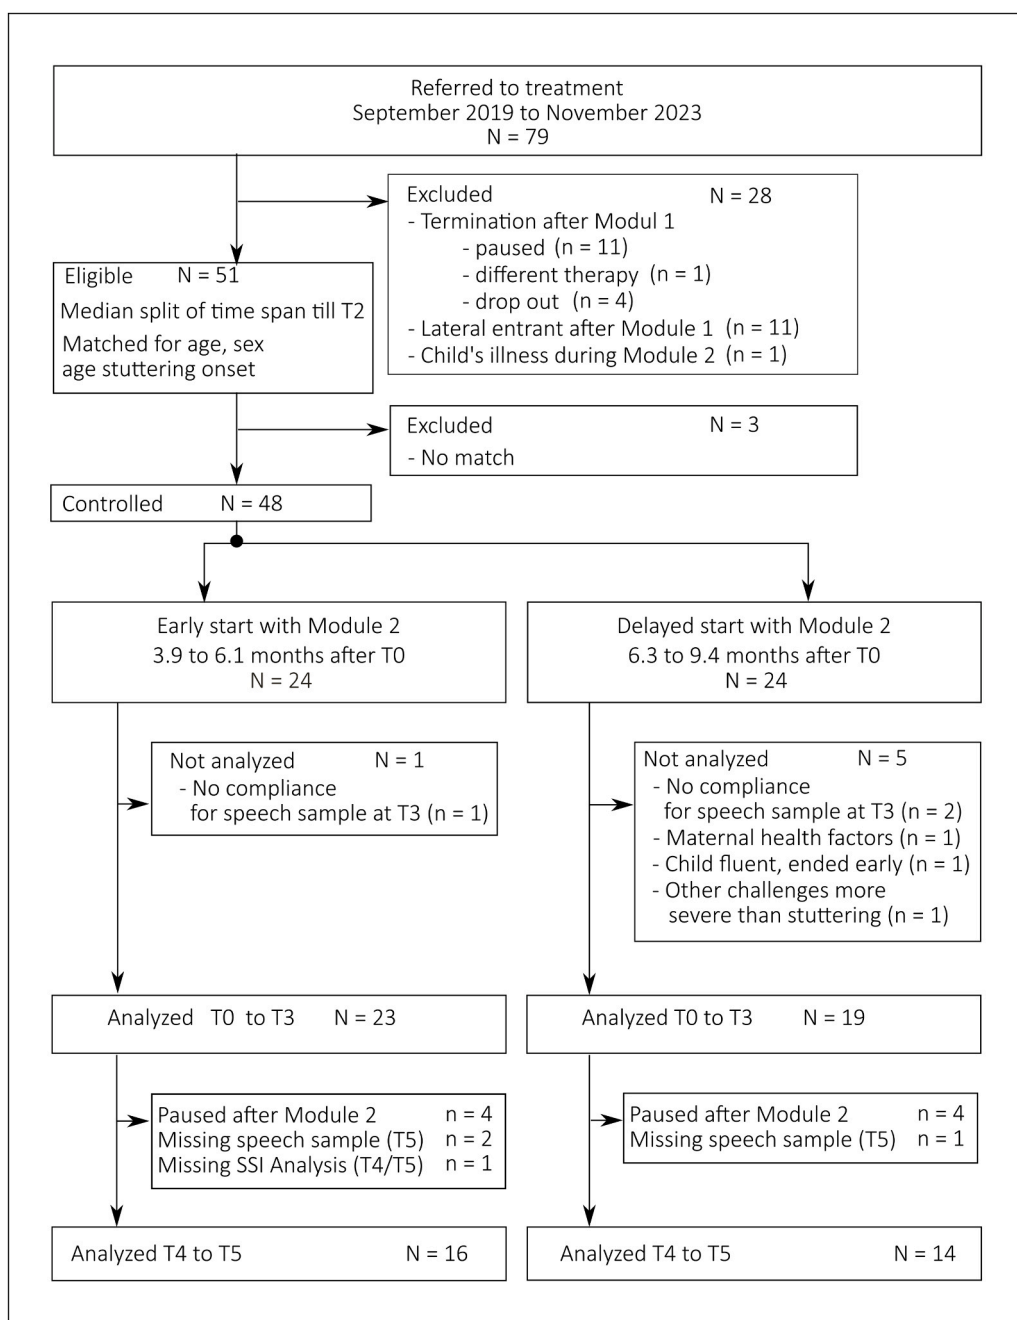 Referred to treatment
September 2019 to November 2023
N = 79
Excluded N = 28
- Termination after Modul 1
- paused (n = 11)
- different therapy (n = 1)
- drop out (n = 4)
- Lateral entrant after Module 1 (n = 11)
- Child's illness during Module 2 (n = 1)
Eligible N = 51
Median split of time span till T2
Matched for age, sex
age stuttering onset
Excluded N = 3
- No match
Controlled N = 48
Early start with Module 2
3.9 to 6.1 months after T0
N = 24
Delayed start with Module 2
6.3 to 9.4 months after T0
N = 24
Not analyzed N = 1
- No compliance
for speech sample at T3 (n = 1)
Not analyzed N = 5
- No compliance
for speech sample at T3 (n = 2)
- Maternal health factors (n = 1)
- Child fluent, ended early (n = 1)
- Other challenges more
severe than stuttering (n = 1)
Analyzed T0 to T3 N = 23
Analyzed T0 to T3 N = 19
Paused after Module 2 n = 4
Missing speech sample (T5) n = 2
Missing SSI Analysis (T4/T5) n = 1
Paused after Module 2 n = 4
Missing speech sample (T5) n = 1
Analyzed T4 to T5 N = 16
Analyzed T4 to T5 N = 14